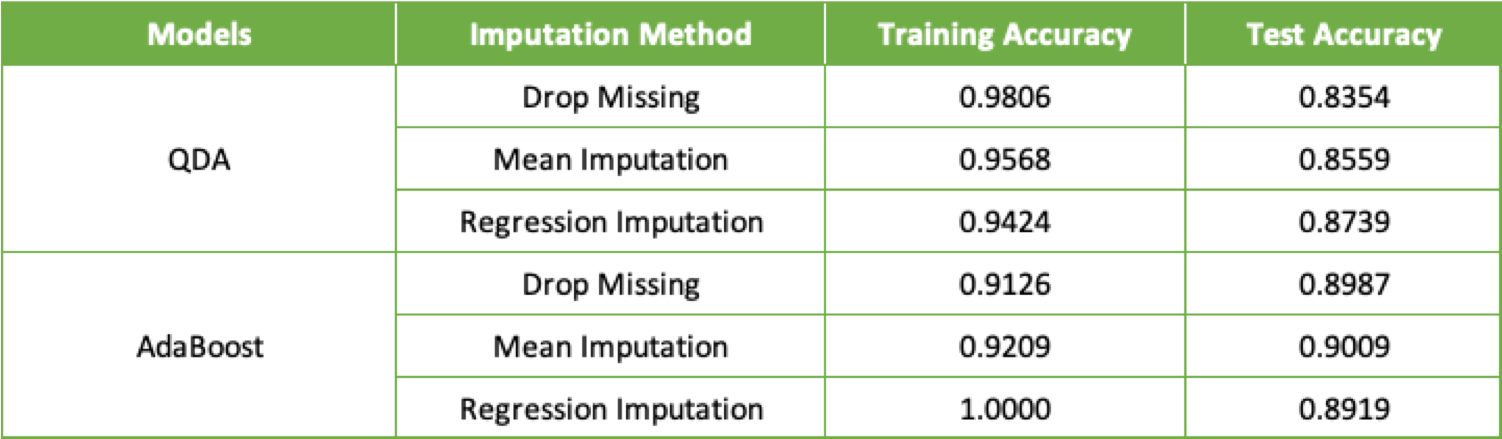 Models Imputation Method Training Accuracy Test Accuracy
QDA
Drop Missing 0.9806 0.8354
Mean Imputation 0.9568 0.8559
Regression Imputation 0.9424 0.8739
AdaBoost
Drop Missing 0.9126 0.8987
Mean Imputation 0.9209 0.9009
Regression Imputation 1.0000 0.8919